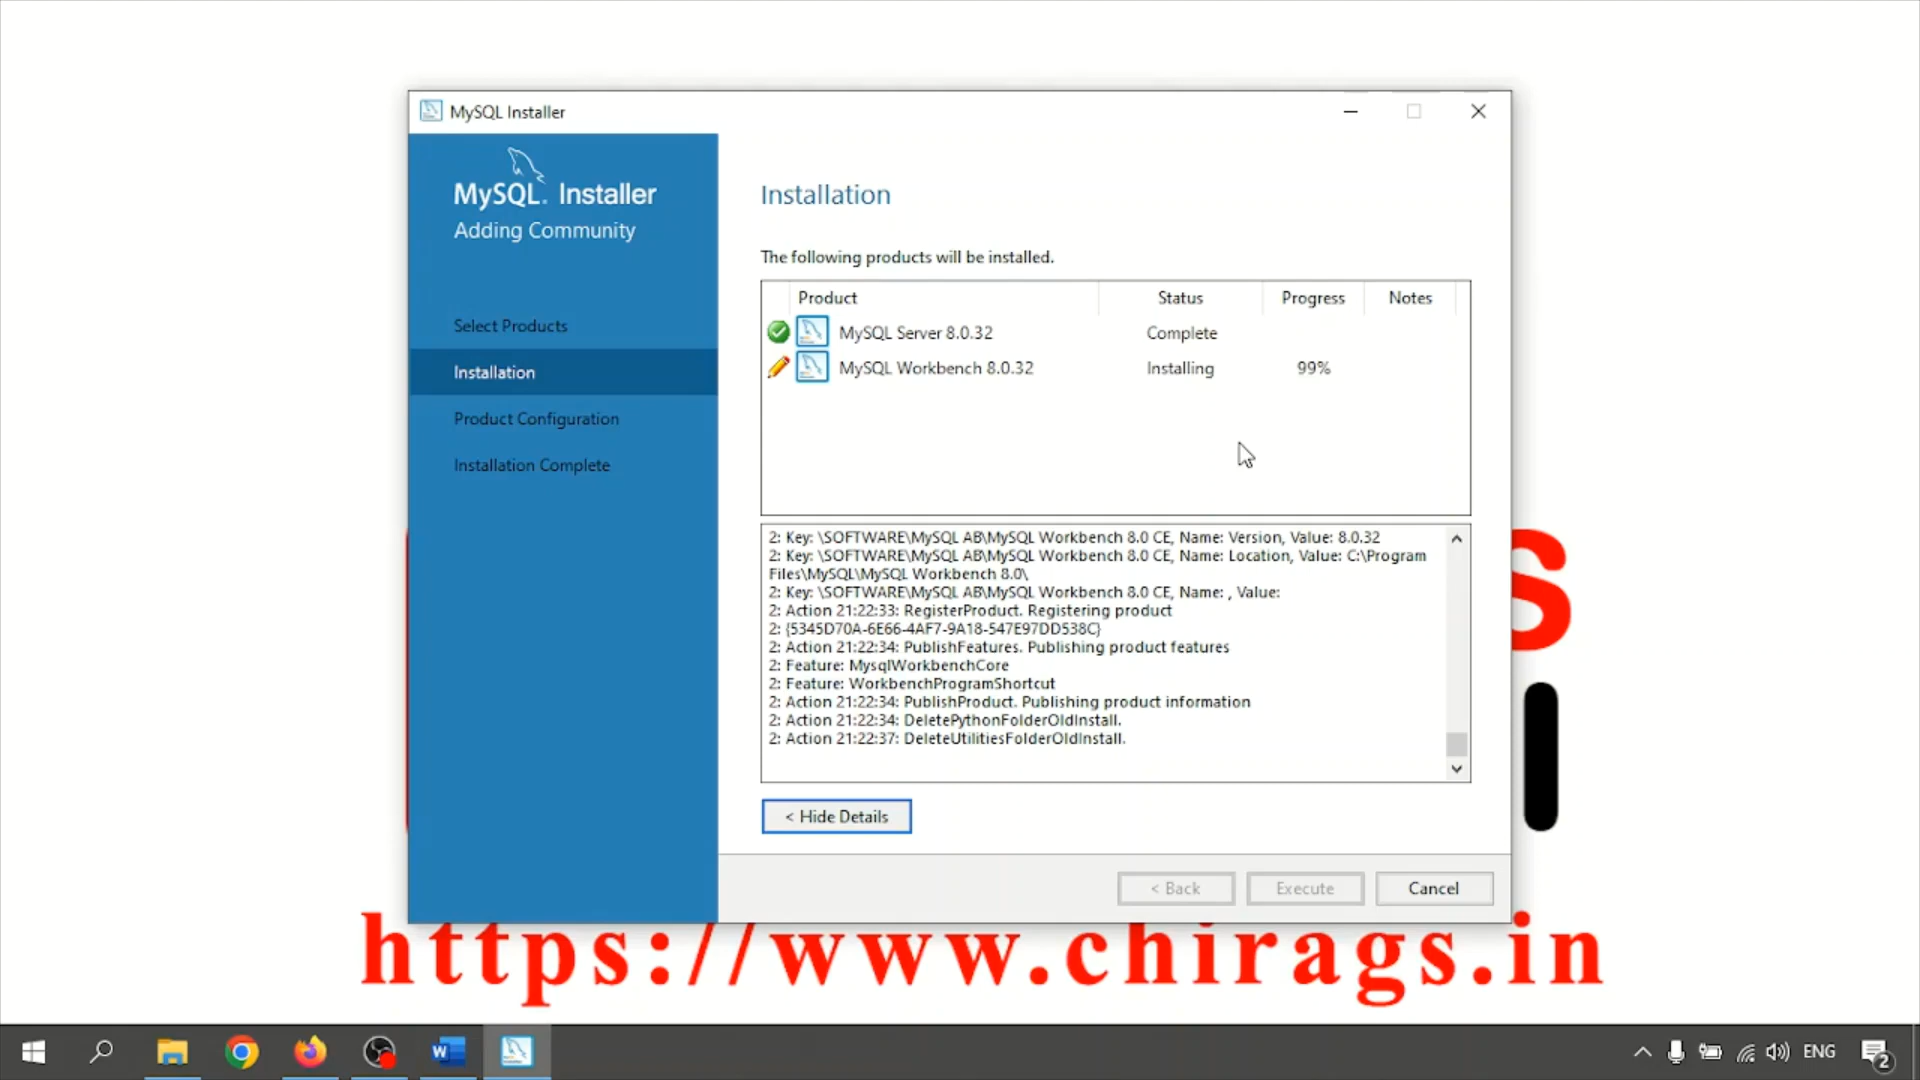 MySQL Installer
MySQL. Installer
Adding Community
Select Products
Installation
Product Configuration
Installation Complete
Installation
The following products will be installed.
Product Status Progress Notes
MySQL Server 8.0.32 Complete
MySQL Workbench 8.0.32 Installing 99%
2: Key: \SOFTWARE\MySQL AB\MySQL Workbench 8.0 CE, Name: Version, Value: 8.0.32
2: Key: \SOFTWARE\MySQL AB\MySQL Workbench 8.0 CE, Name: Location, Value: C:\Program
Files\MySQL\MySQL Workbench 8.0\
2: Key: \SOFTWARE\MySQL AB\MySQL Workbench 8.0 CE, Name: , Value:
2: Action 21:22:33: RegisterProduct. Registering product
2: {5345D70A-6E66-4AF7-9A18-547E97DD538C}
2: Action 21:22:34: PublishFeatures. Publishing product features
2: Feature: MysqlWorkbenchCore
2: Feature: WorkbenchProgramShortcut
2: Action 21:22:34: PublishProduct. Publishing product information
2: Action 21:22:34: DeletePythonFolderOldInstall.
2: Action 21:22:37: DeleteUtilitiesFolderOldInstall.
< Hide Details
< Back Execute Cancel
https://www.chirags.in
W ENG 2